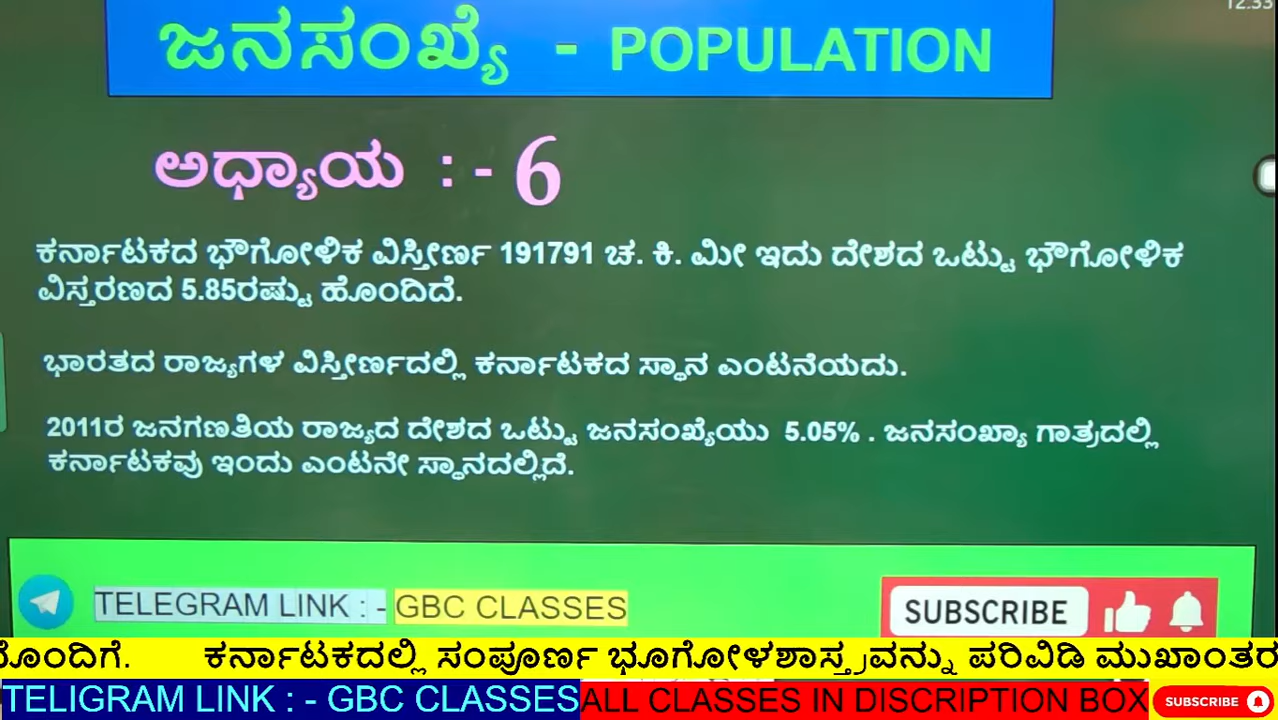 12:33
ಜನಸಂಖ್ಯೆ - POPULATION
ಅಧ್ಯಾಯ : - 6
ಕರ್ನಾಟಕದ ಭೌಗೋಳಿಕ ವಿಸ್ತೀರ್ಣ 191791 ಚ. ಕಿ. ಮೀ ಇದು ದೇಶದ ಒಟ್ಟು ಭೌಗೋಳಿಕ
ವಿಸ್ತರಣದ 5.85ರಷ್ಟು ಹೊಂದಿದೆ.
ಭಾರತದ ರಾಜ್ಯಗಳ ವಿಸ್ತೀರ್ಣದಲ್ಲಿ ಕರ್ನಾಟಕದ ಸ್ಥಾನ ಎಂಟನೆಯದು.
2011ರ ಜನಗಣತಿಯ ರಾಜ್ಯದ ದೇಶದ ಒಟ್ಟು ಜನಸಂಖ್ಯೆಯು 5.05% . ಜನಸಂಖ್ಯಾ ಗಾತ್ರದಲ್ಲಿ
ಕರ್ನಾಟಕವು ಇಂದು ಎಂಟನೇ ಸ್ಥಾನದಲ್ಲಿದೆ.
TELEGRAM LINK : - GBC CLASSES
SUBSCRIBE
ಕರ್ನಾಟಕದಲ್ಲಿ ಸಂಪೂರ್ಣ ಭೂಗೋಳಶಾಸ್ತ್ರವನ್ನು ಪರಿವಿಡಿ ಮುಖಾಂತರ
TELIGRAM LINK : - GBC CLASSES ALL CLASSES IN DISCRIPTION BOX SUBSCRIBE